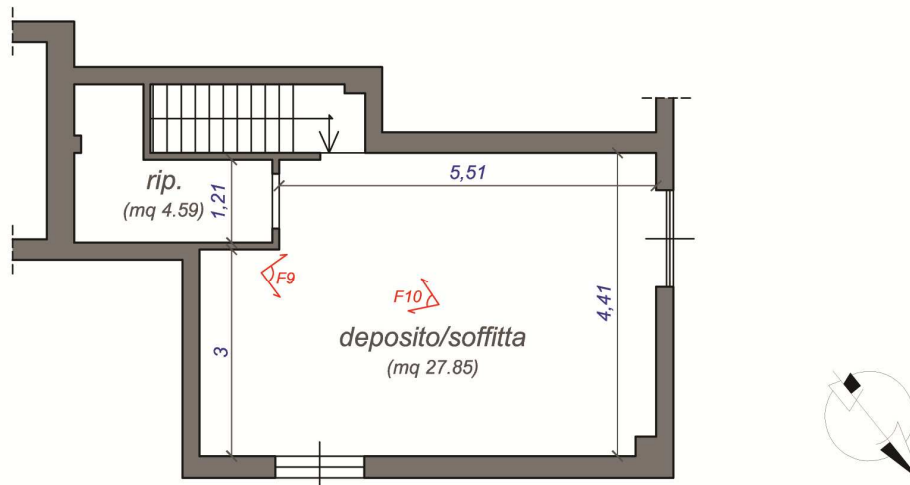 5,51
rip.
(mq 4.59)
1,21
F9
F10
4,41
deposito/soffitta
3
(mq 27.85)